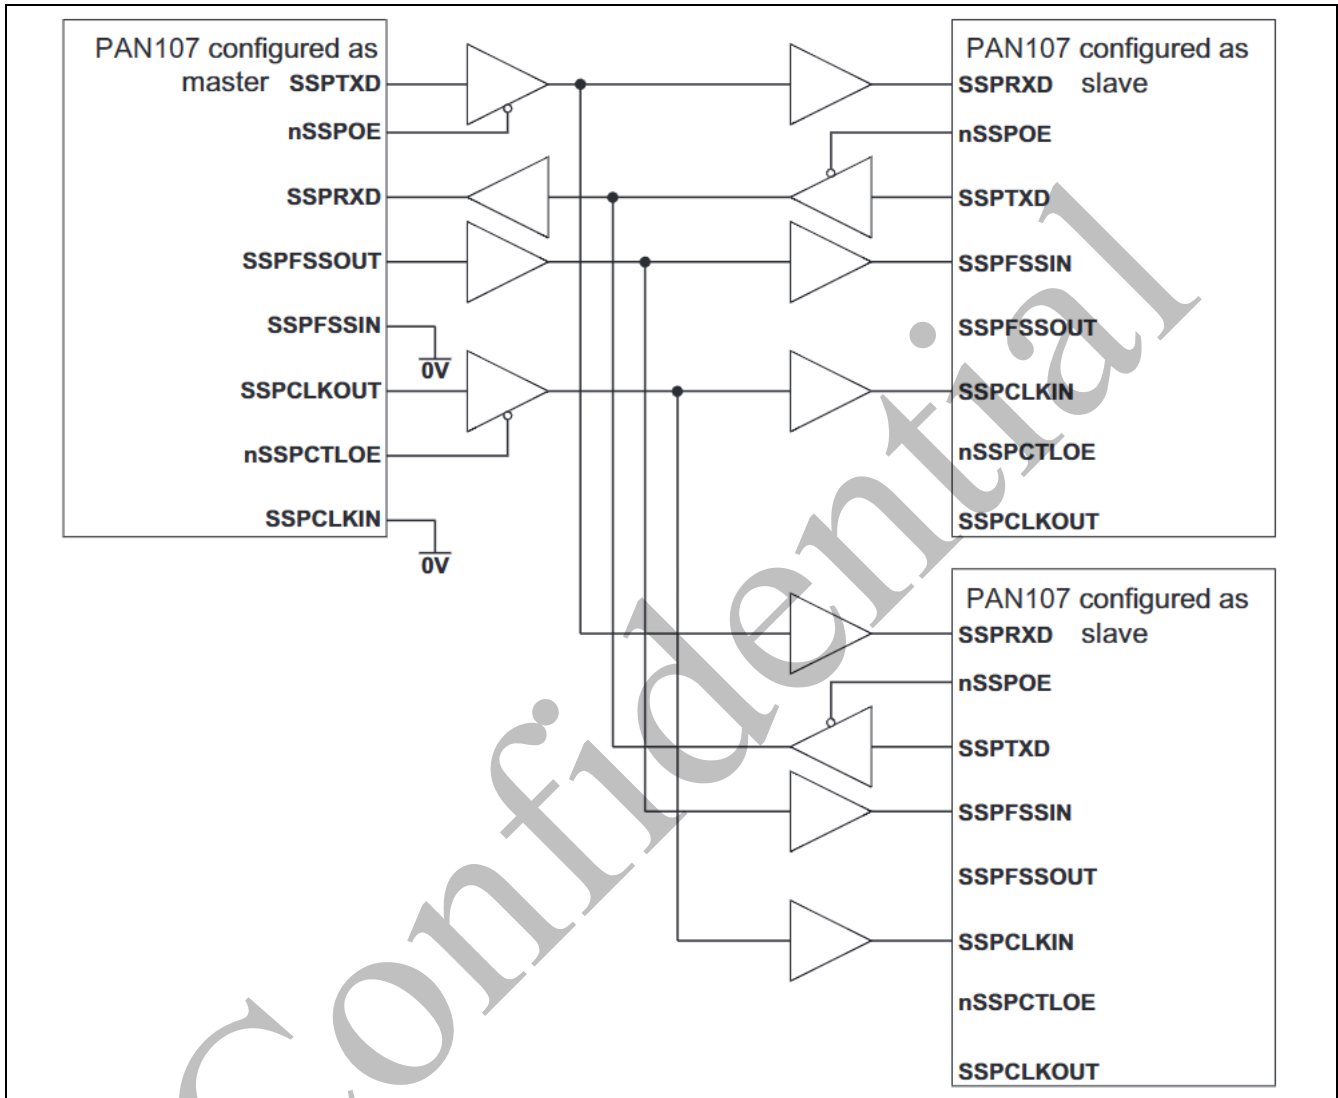 PAN107 configured as
master SSPTXD
nSSPOE
SSPRXD
SSPFSSOUT
SSPFSSIN
0V
SSPCLKOUT
nSSPCTLOE
SSPCLKIN
0V
PAN107 configured as
SSPRXD slave
nSSPOE
SSPTXD
SSPFSSIN
SSPFSSOUT
SSPCLKIN
nSSPCTLOE
SSPCLKOUT
PAN107 configured as
SSPRXD slave
nSSPOE
SSPTXD
SSPFSSIN
SSPFSSOUT
SSPCLKIN
nSSPCTLOE
SSPCLKOUT
Confidential